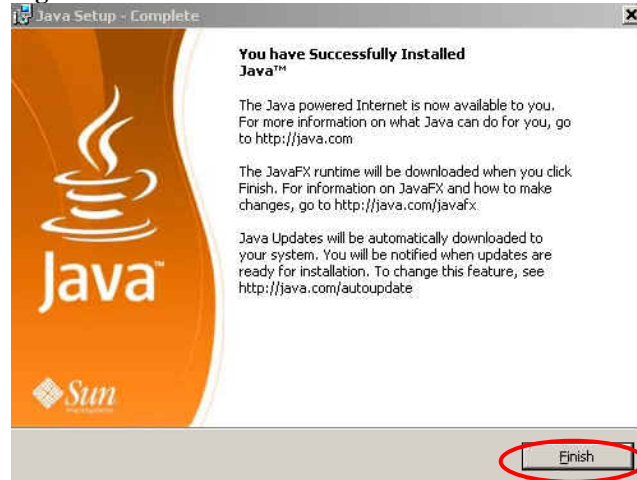 Java Setup - Complete
You have Successfully Installed
Java™
The Java powered Internet is now available to you.
For more information on what Java can do for you, go
to http://java.com
The JavaFX runtime will be downloaded when you click
Finish. For information on JavaFX and how to make
changes, go to http://java.com/javafx
Java Updates will be automatically downloaded to
your system. You will be notified when updates are
ready for installation. To change this feature, see
http://java.com/autoupdate
Java™
Sun
Finish